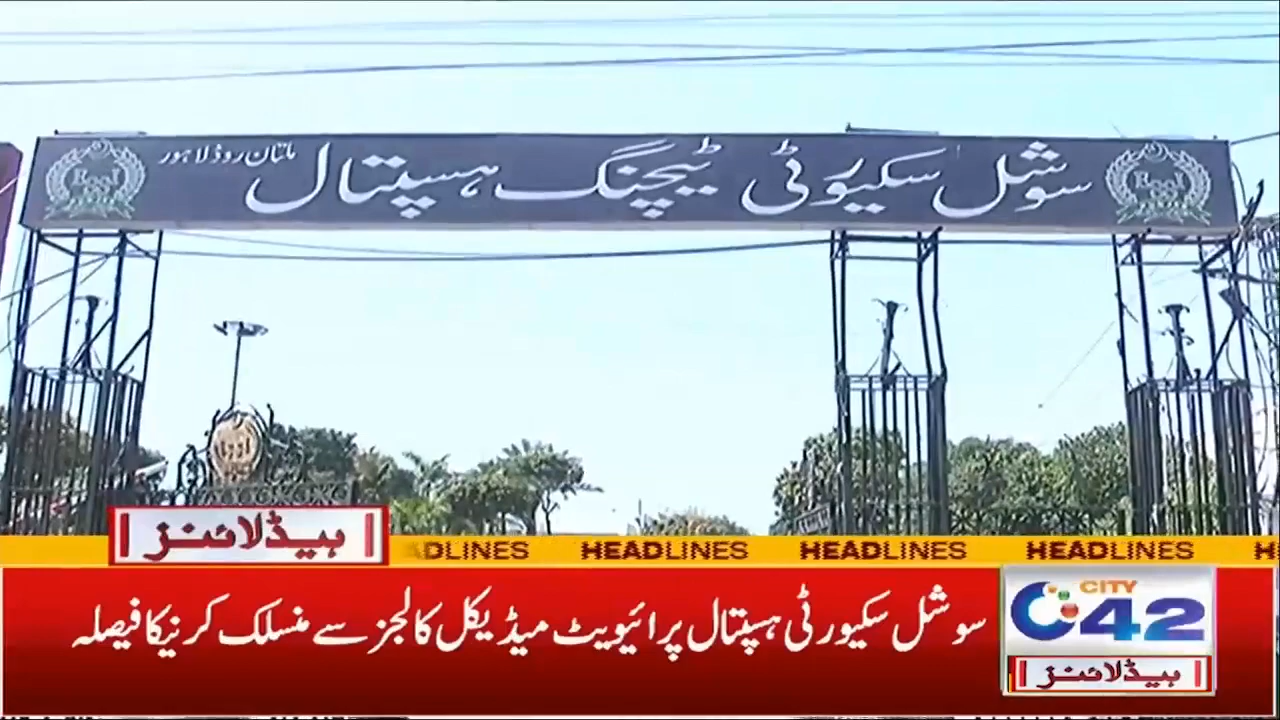 سوشل سکیورٹی ٹیچنگ ہسپتال ملتان روڈ لاہور
ہیڈلائنز
HEADLINES HEADLINES HEADLINES HEADLINES
سوشل سکیورٹی ہسپتال پرائیویٹ میڈیکل کالجز سے منسلک کرنیکا فیصلہ
CITY
42
ہیڈلائنز